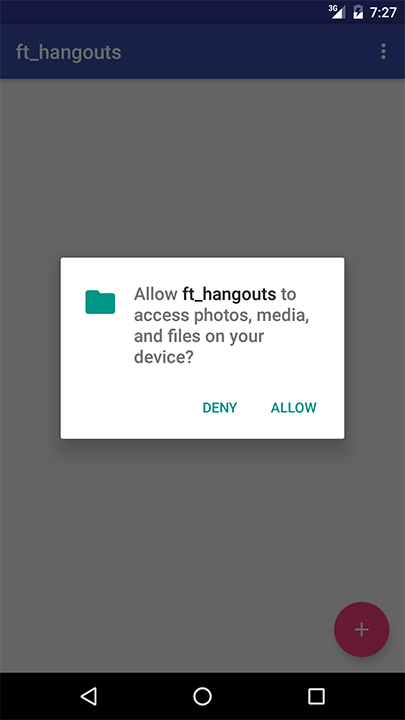 3G 7:27
ft_hangouts
Allow ft_hangouts to
access photos, media,
and files on your
device?
DENY ALLOW